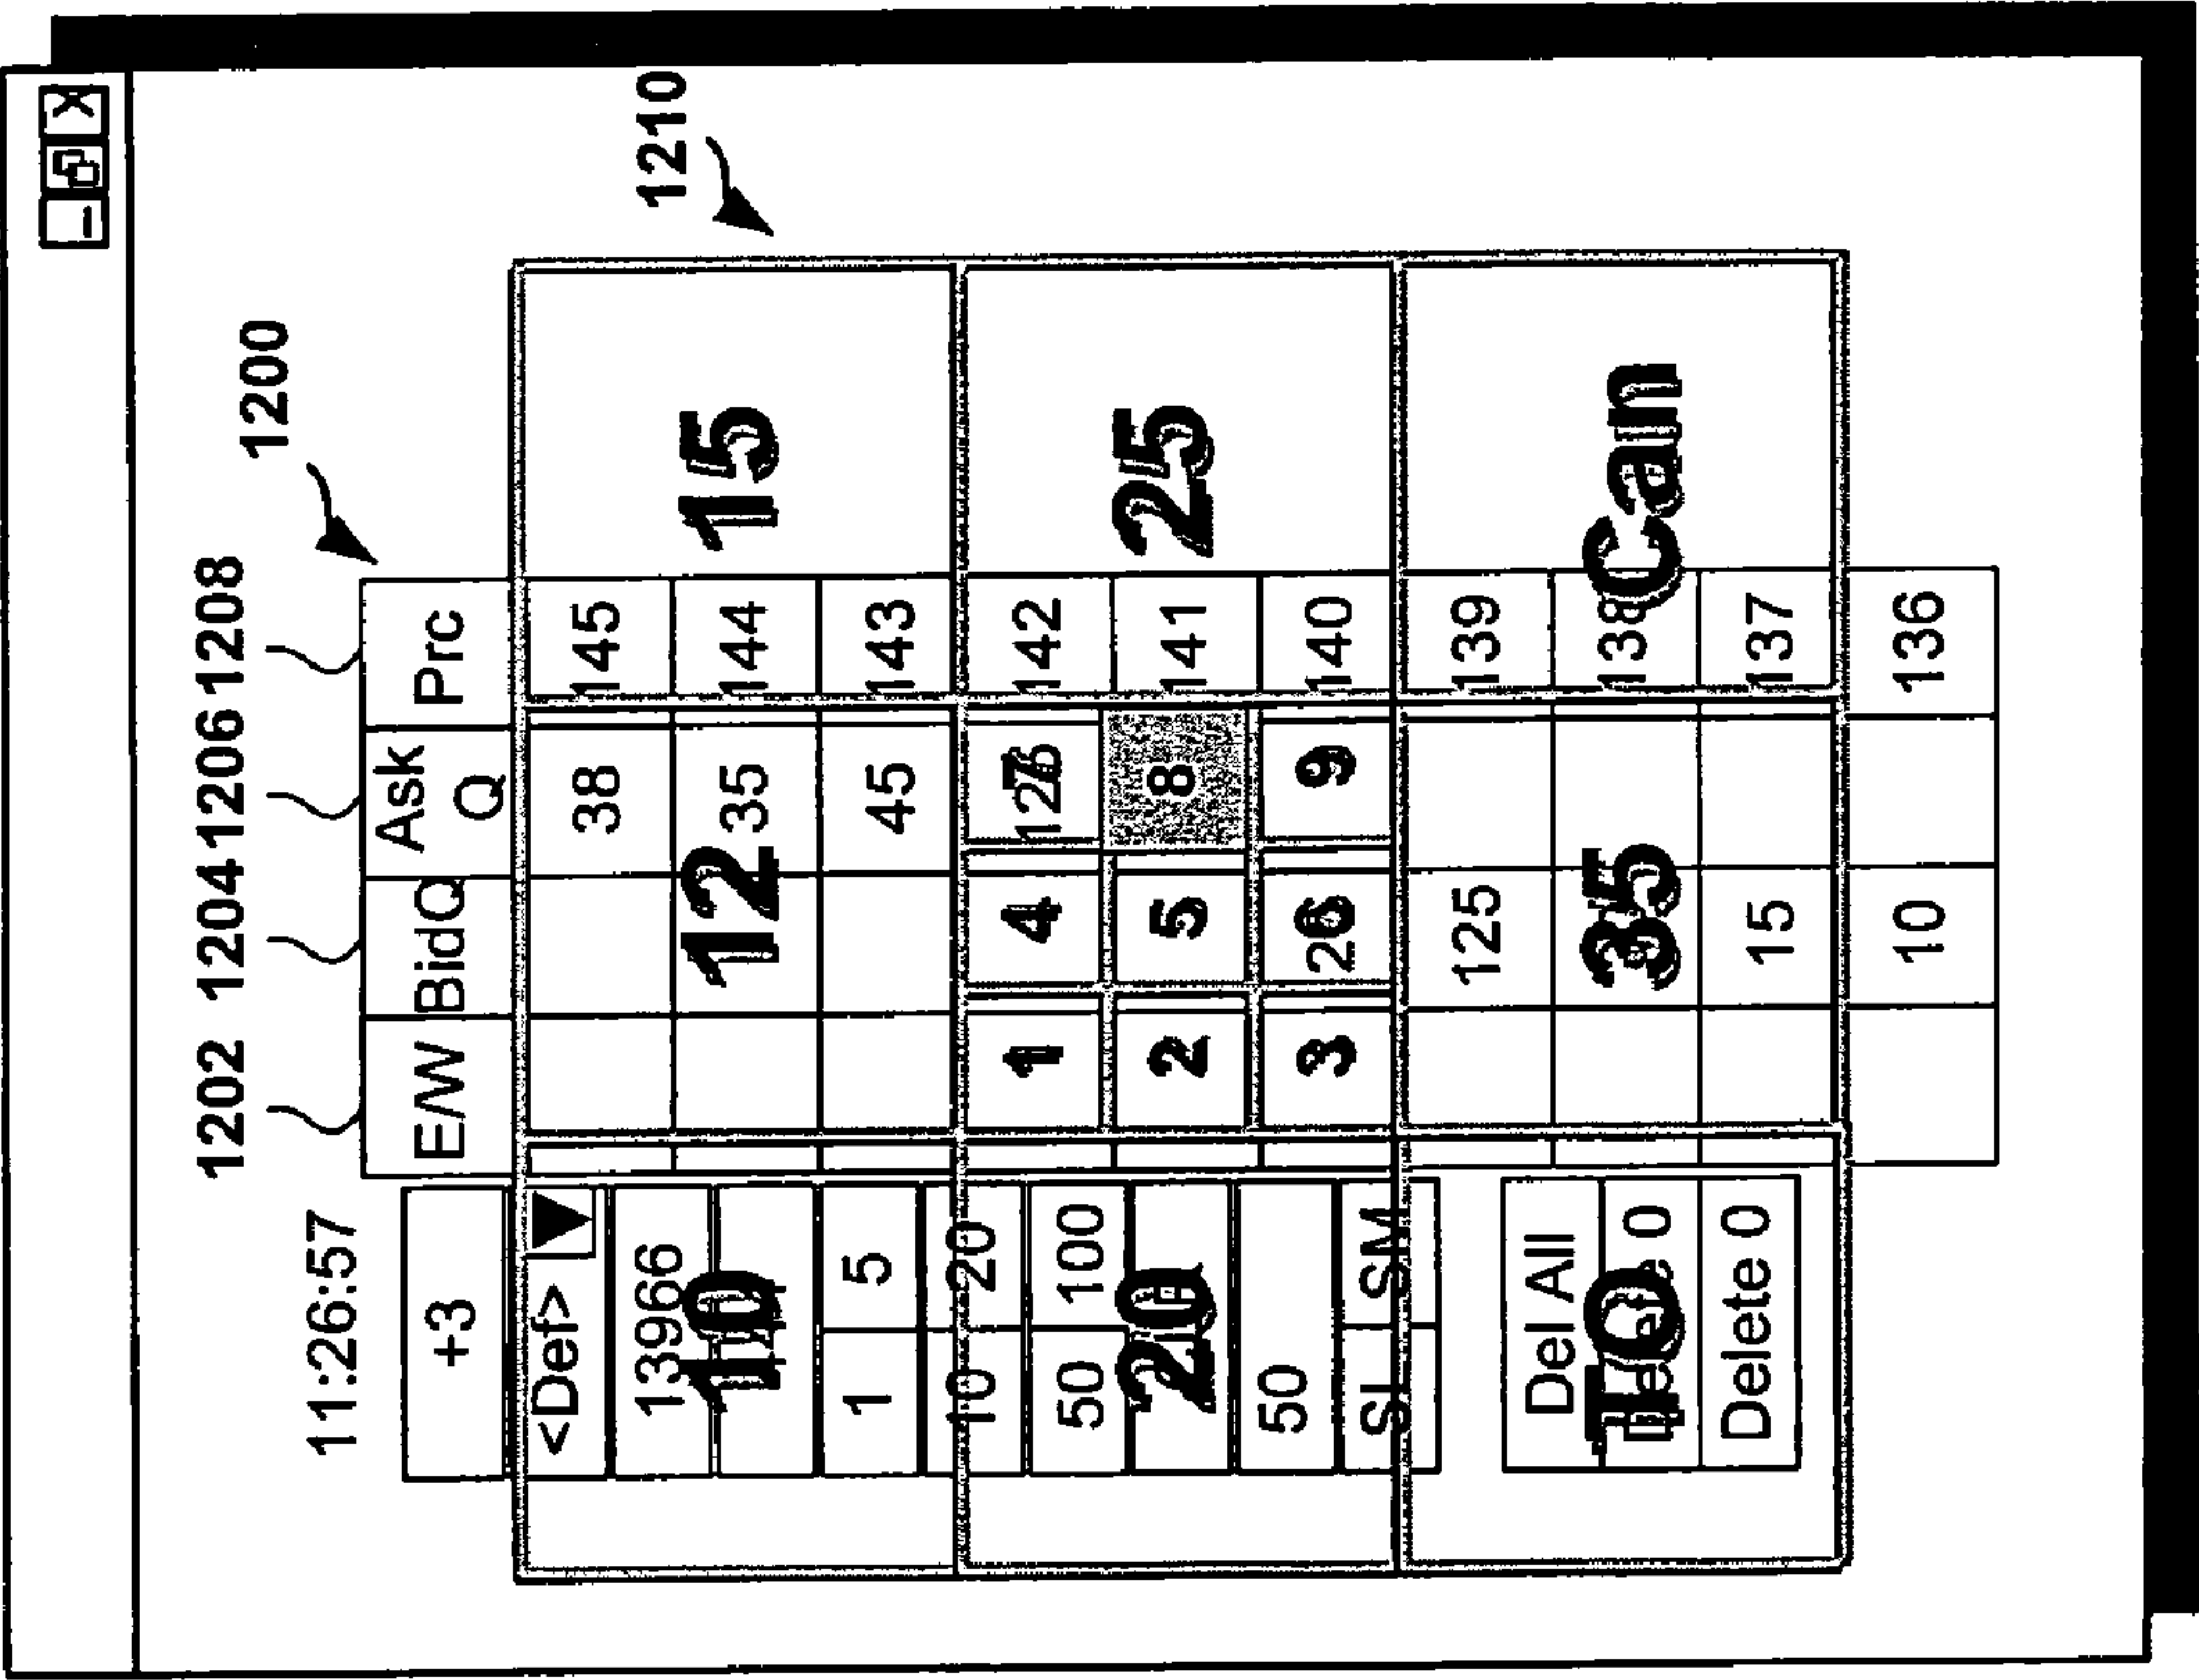 1200
1202 1204 1206 1208
1210
11:26:57
E/W BidQ Ask Q Prc
+3
<Def>
13966
10
1 5
10 20
50 100
20
50
SL SM
Del All
Delete 0
IO
38 145
12 35 144 15
45 143
1 4 7 142
2 5 8 141 25
3 6 9 140
125 139
35 138 Can
15 137
10 136